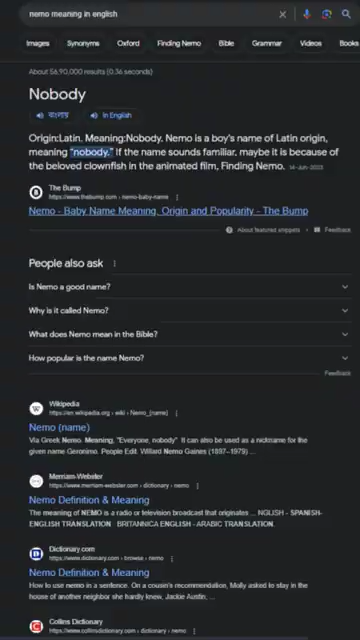 nemo meaning in english
Images Synonyms Oxford Finding Nemo Bible Grammar Videos Books
About 56,90,000 results (0.36 seconds)
Nobody
বাংলায় In English
Origin:Latin. Meaning:Nobody. Nemo is a boy's name of Latin origin,
meaning "nobody." If the name sounds familiar, maybe it is because of
the beloved clownfish in the animated film, Finding Nemo. 14-Jun-2023
The Bump
https://www.thebump.com › nemo-baby-name
Nemo - Baby Name Meaning, Origin and Popularity - The Bump
About featured snippets • Feedback
People also ask
Is Nemo a good name?
Why is it called Nemo?
What does Nemo mean in the Bible?
How popular is the name Nemo?
Feedback
Wikipedia
https://en.wikipedia.org › wiki › Nemo_(name)
Nemo (name)
Via Greek Nemo. Meaning, "Everyone, nobody" It can also be used as a nickname for the
given name Geronimo. People Edit. Willard Nemo Gaines (1897–1979) ...
Merriam-Webster
https://www.merriam-webster.com › dictionary › nemo
Nemo Definition & Meaning
The meaning of NEMO is a radio or television broadcast that originates ... NGLISH - SPANISH-
ENGLISH TRANSLATION BRITANNICA ENGLISH - ARABIC TRANSLATION.
Dictionary.com
https://www.dictionary.com › browse › nemo
Nemo Definition & Meaning
How to use nemo in a sentence. On a cousin's recommendation, Molly asked to stay in the
house of another neighbor she hardly knew, Jackie Austin, ...
Collins Dictionary
https://www.collinsdictionary.com › dictionary › nemo